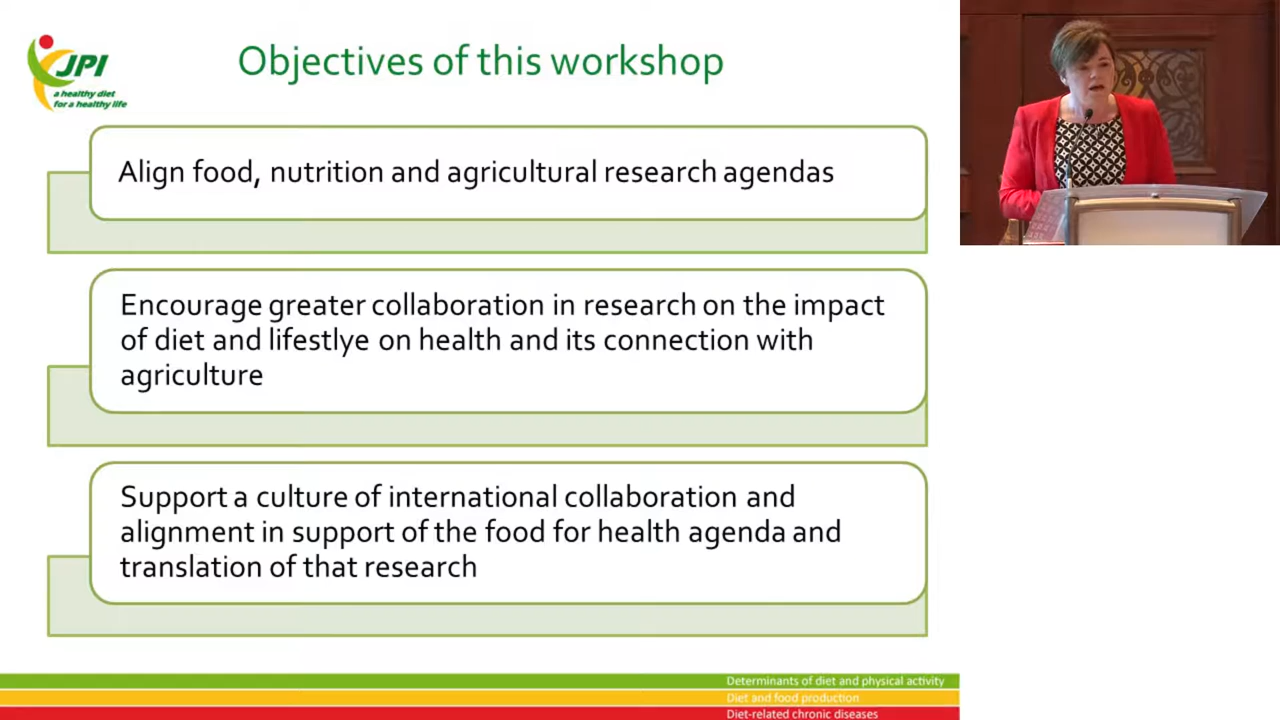 JPI
a healthy diet
for a healthy life
Objectives of this workshop
Align food, nutrition and agricultural research agendas
Encourage greater collaboration in research on the impact
of diet and lifestlye on health and its connection with
agriculture
Support a culture of international collaboration and
alignment in support of the food for health agenda and
translation of that research
Determinants of diet and physical activity
Diet and food production
Diet-related chronic diseases